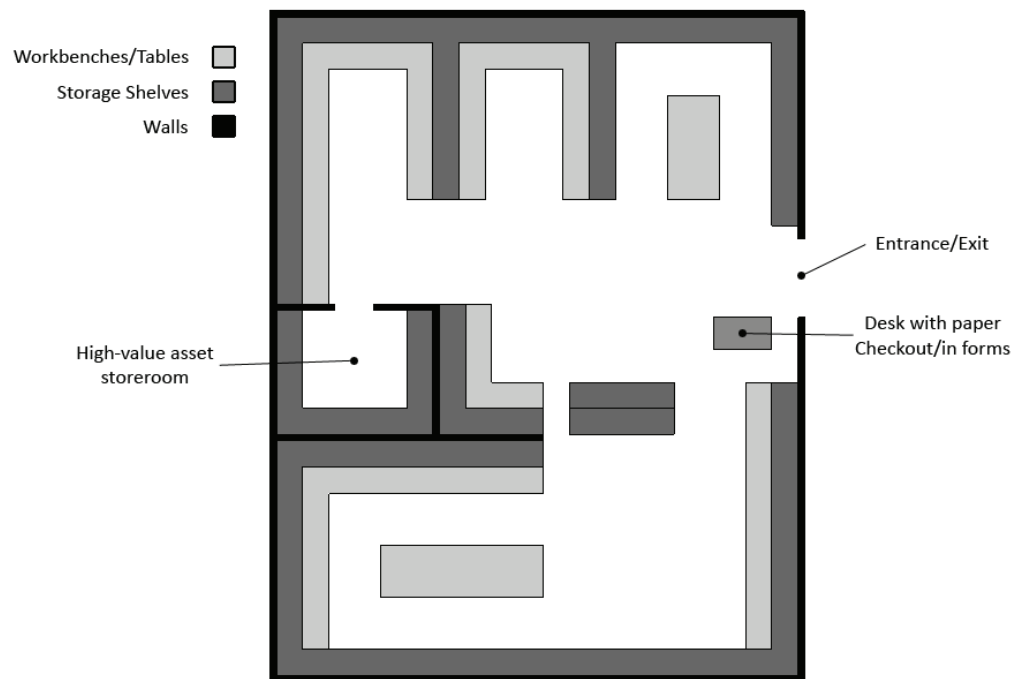 Workbenches/Tables
Storage Shelves
Walls
Entrance/Exit
Desk with paper
Checkout/in forms
High-value asset
storeroom